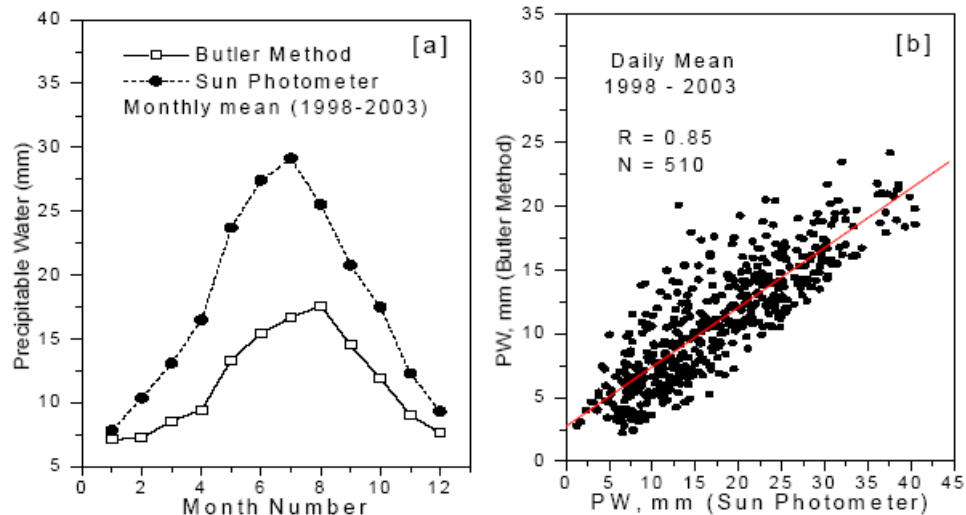 [a]
Butler Method
Sun Photometer
Monthly mean (1998-2003)
Precipitable Water (mm)
40
35
30
25
20
15
10
5
0 2 4 6 8 10 12
Month Number
[b]
Daily Mean
1998 - 2003
R = 0.85
N = 510
PW, mm (Butler Method)
35
30
25
20
15
10
5
0
0 5 10 15 20 25 30 35 40 45
PW, mm (Sun Photometer)